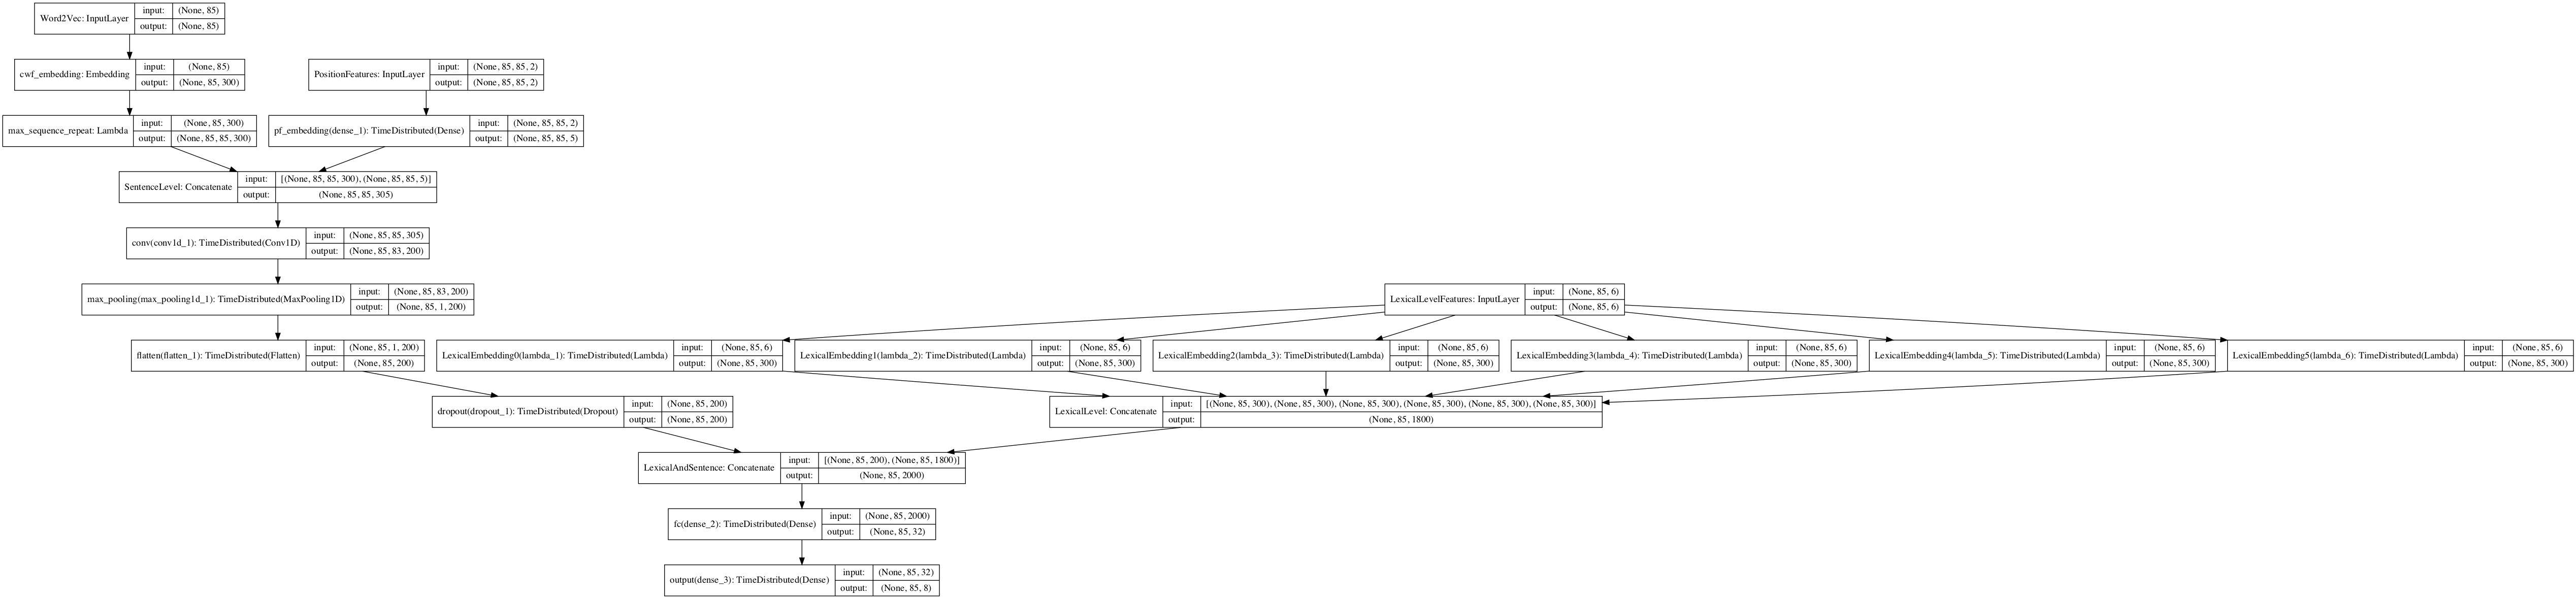 Word2Vec: InputLayer
input: (None, 85)
output: (None, 85)
cwf_embedding: Embedding
input: (None, 85)
output: (None, 85, 300)
PositionFeatures: InputLayer
input: (None, 85, 85, 2)
output: (None, 85, 85, 2)
max_sequence_repeat: Lambda
input: (None, 85, 300)
output: (None, 85, 85, 300)
pf_embedding(dense_1): TimeDistributed(Dense)
input: (None, 85, 85, 2)
output: (None, 85, 85, 5)
SentenceLevel: Concatenate
input: [(None, 85, 85, 300), (None, 85, 85, 5)]
output: (None, 85, 85, 305)
conv(conv1d_1): TimeDistributed(Conv1D)
input: (None, 85, 85, 305)
output: (None, 85, 83, 200)
max_pooling(max_pooling1d_1): TimeDistributed(MaxPooling1D)
input: (None, 85, 83, 200)
output: (None, 85, 1, 200)
LexicalLevelFeatures: InputLayer
input: (None, 85, 6)
output: (None, 85, 6)
flatten(flatten_1): TimeDistributed(Flatten)
input: (None, 85, 1, 200)
output: (None, 85, 200)
LexicalEmbedding0(lambda_1): TimeDistributed(Lambda)
input: (None, 85, 6)
output: (None, 85, 300)
LexicalEmbedding1(lambda_2): TimeDistributed(Lambda)
input: (None, 85, 6)
output: (None, 85, 300)
LexicalEmbedding2(lambda_3): TimeDistributed(Lambda)
input: (None, 85, 6)
output: (None, 85, 300)
LexicalEmbedding3(lambda_4): TimeDistributed(Lambda)
input: (None, 85, 6)
output: (None, 85, 300)
LexicalEmbedding4(lambda_5): TimeDistributed(Lambda)
input: (None, 85, 6)
output: (None, 85, 300)
LexicalEmbedding5(lambda_6): TimeDistributed(Lambda)
input: (None, 85, 6)
output: (None, 85, 300)
dropout(dropout_1): TimeDistributed(Dropout)
input: (None, 85, 200)
output: (None, 85, 200)
LexicalLevel: Concatenate
input: [(None, 85, 300), (None, 85, 300), (None, 85, 300), (None, 85, 300), (None, 85, 300), (None, 85, 300)]
output: (None, 85, 1800)
LexicalAndSentence: Concatenate
input: [(None, 85, 200), (None, 85, 1800)]
output: (None, 85, 2000)
fc(dense_2): TimeDistributed(Dense)
input: (None, 85, 2000)
output: (None, 85, 32)
output(dense_3): TimeDistributed(Dense)
input: (None, 85, 32)
output: (None, 85, 8)